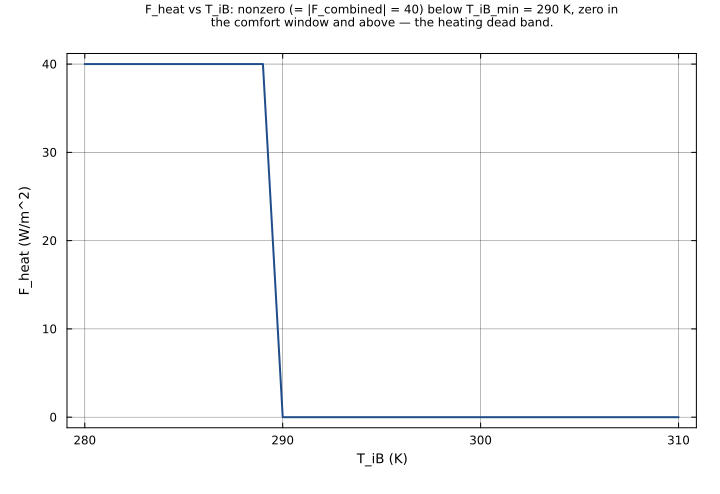 F_heat vs T_iB: nonzero (= |F_combined| = 40) below T_iB_min = 290 K, zero in
the comfort window and above — the heating dead band.
40
30
20
10
0
F_heat (W/m^2)
280
290
300
310
T_iB (K)